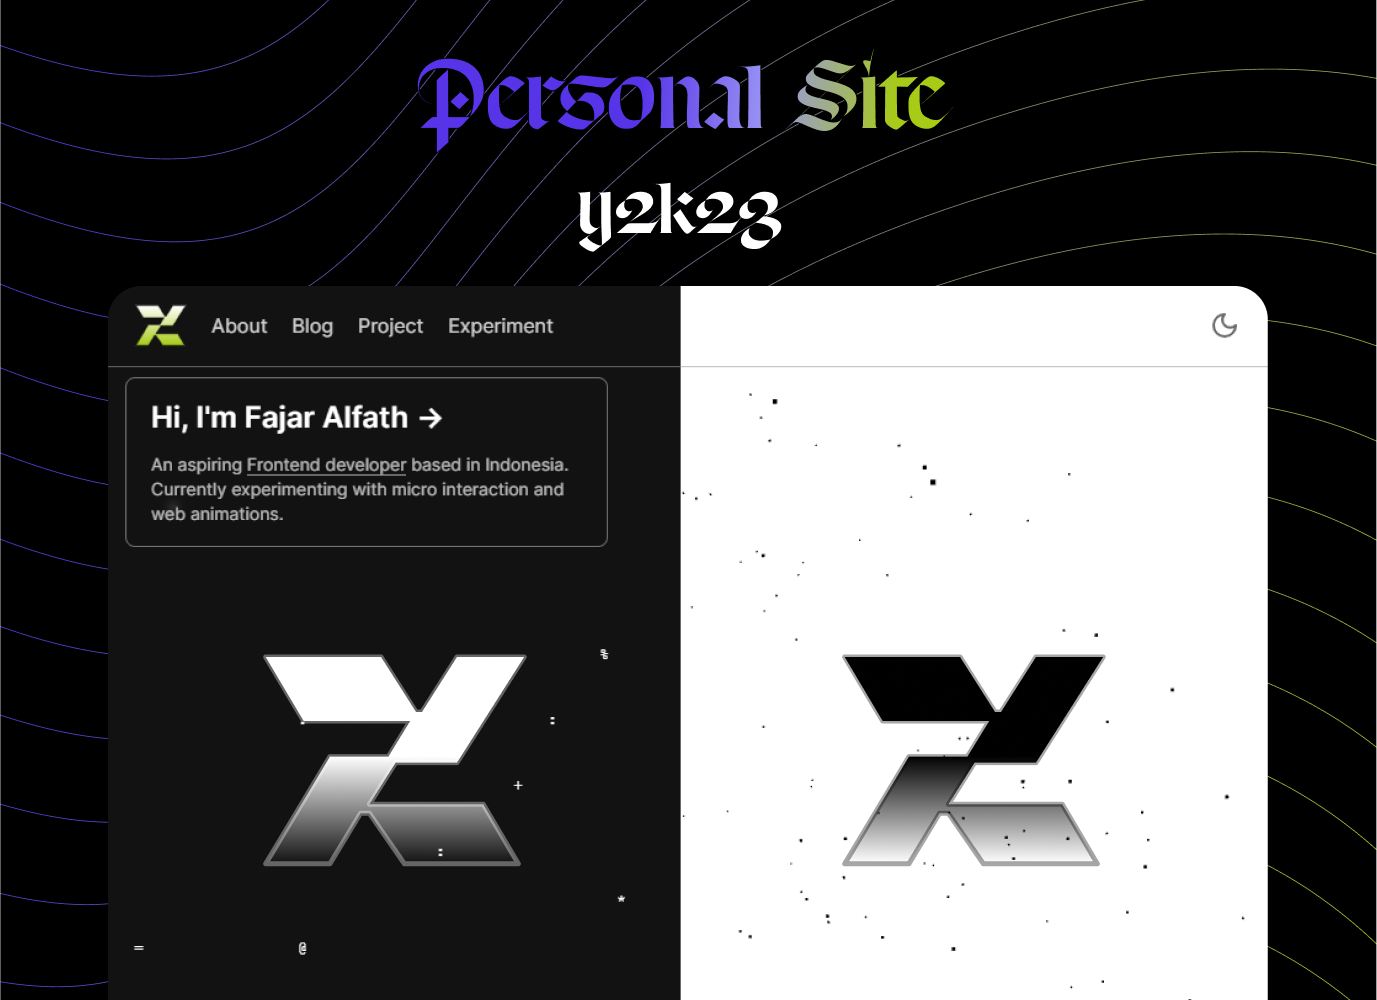 Personal Site
y2k23
About Blog Project Experiment
Hi, I'm Fajar Alfath →
An aspiring Frontend developer based in Indonesia.
Currently experimenting with micro interaction and
web animations.
%
:
+
:
*
= @